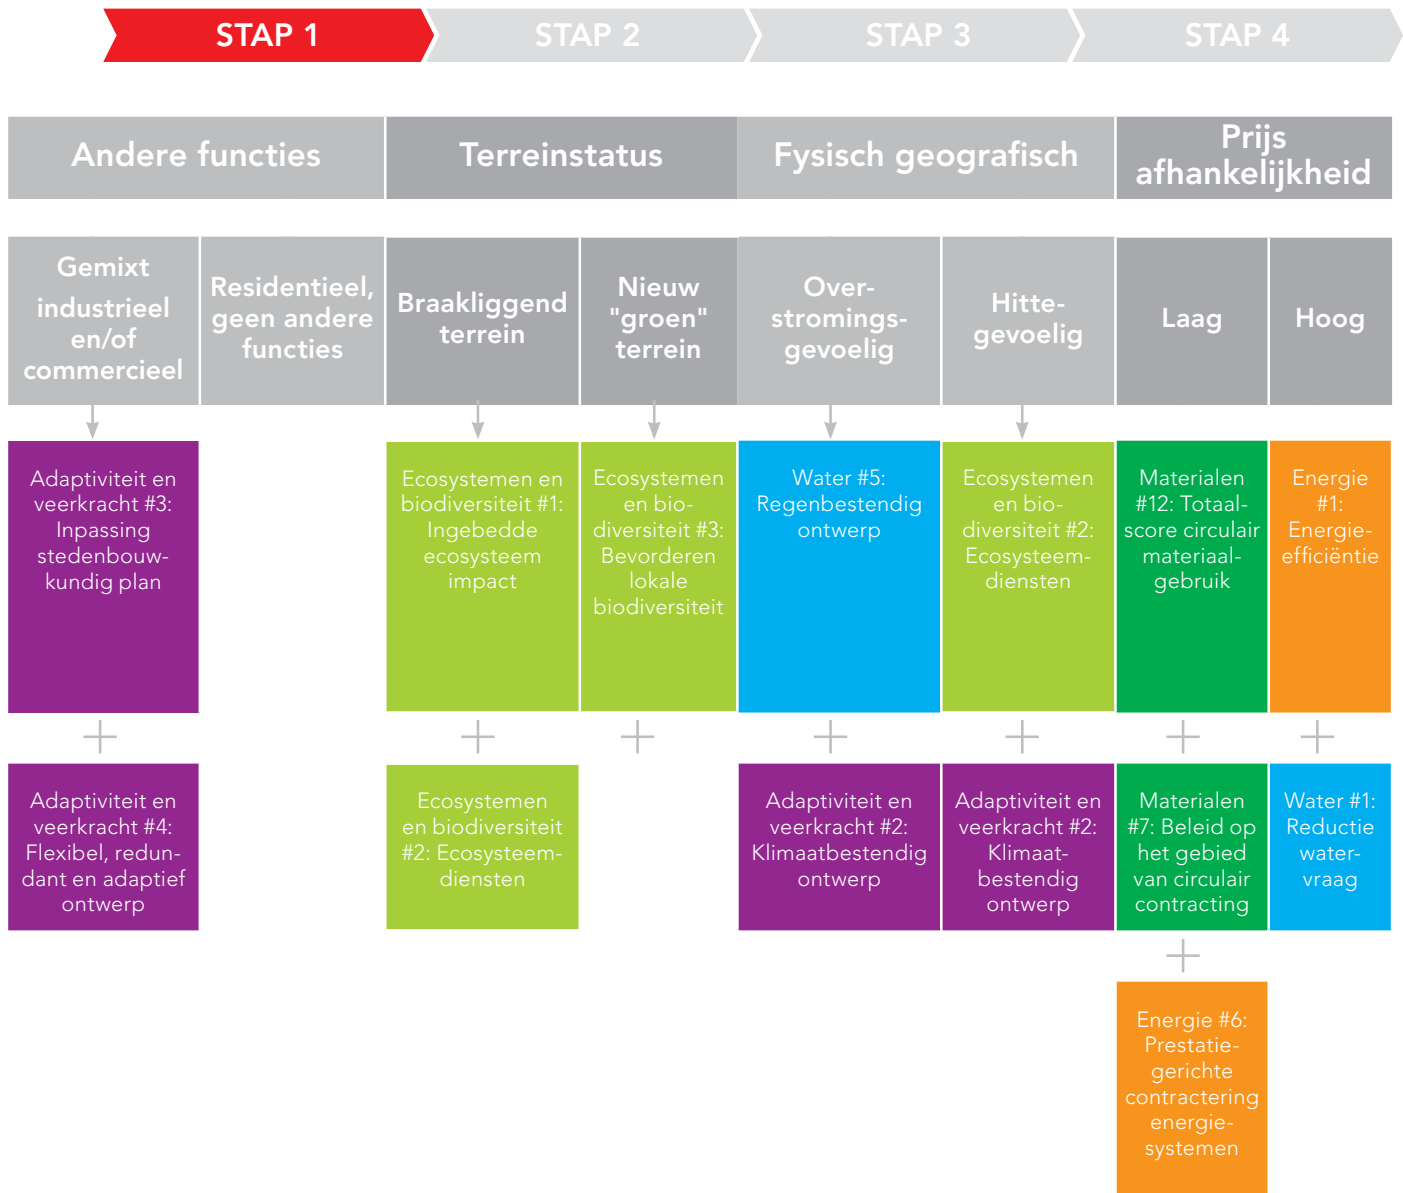 STAP 1
STAP 2
STAP 3
STAP 4
Andere functies
Terreinstatus
Fysisch geografisch
Prijs
afhankelijkheid
Gemixt
industrieel
en/of
commercieel
Residentieel,
geen andere
functies
Braakliggend
terrein
Nieuw
"groen"
terrein
Over-
stromings-
gevoelig
Hitte-
gevoelig
Laag
Hoog
Adaptiviteit en
veerkracht #3:
Inpassing
stedenbouw-
kundig plan
Ecosystemen en
biodiversiteit #1:
Ingebedde
ecosysteem
impact
Ecosystemen
en bio-
diversiteit #3:
Bevorderen
lokale
biodiversiteit
Water #5:
Regenbestendig
ontwerp
Ecosystemen
en bio-
diversiteit #2:
Ecosysteem-
diensten
Materialen
#12: Totaal-
score circulair
materiaal-
gebruik
Energie
#1:
Energie-
efficiëntie
Adaptiviteit en
veerkracht #4:
Flexibel, redun-
dant en adaptief
ontwerp
Ecosystemen
en biodiversiteit
#2: Ecosysteem-
diensten
Adaptiviteit en
veerkracht #2:
Klimaatbestendig
ontwerp
Adaptiviteit en
veerkracht #2:
Klimaat-
bestendig
ontwerp
Materialen
#7: Beleid op
het gebied
van circulair
contracting
Water #1:
Reductie
water-
vraag
Energie #6:
Prestatie-
gerichte
contractering
energie-
systemen